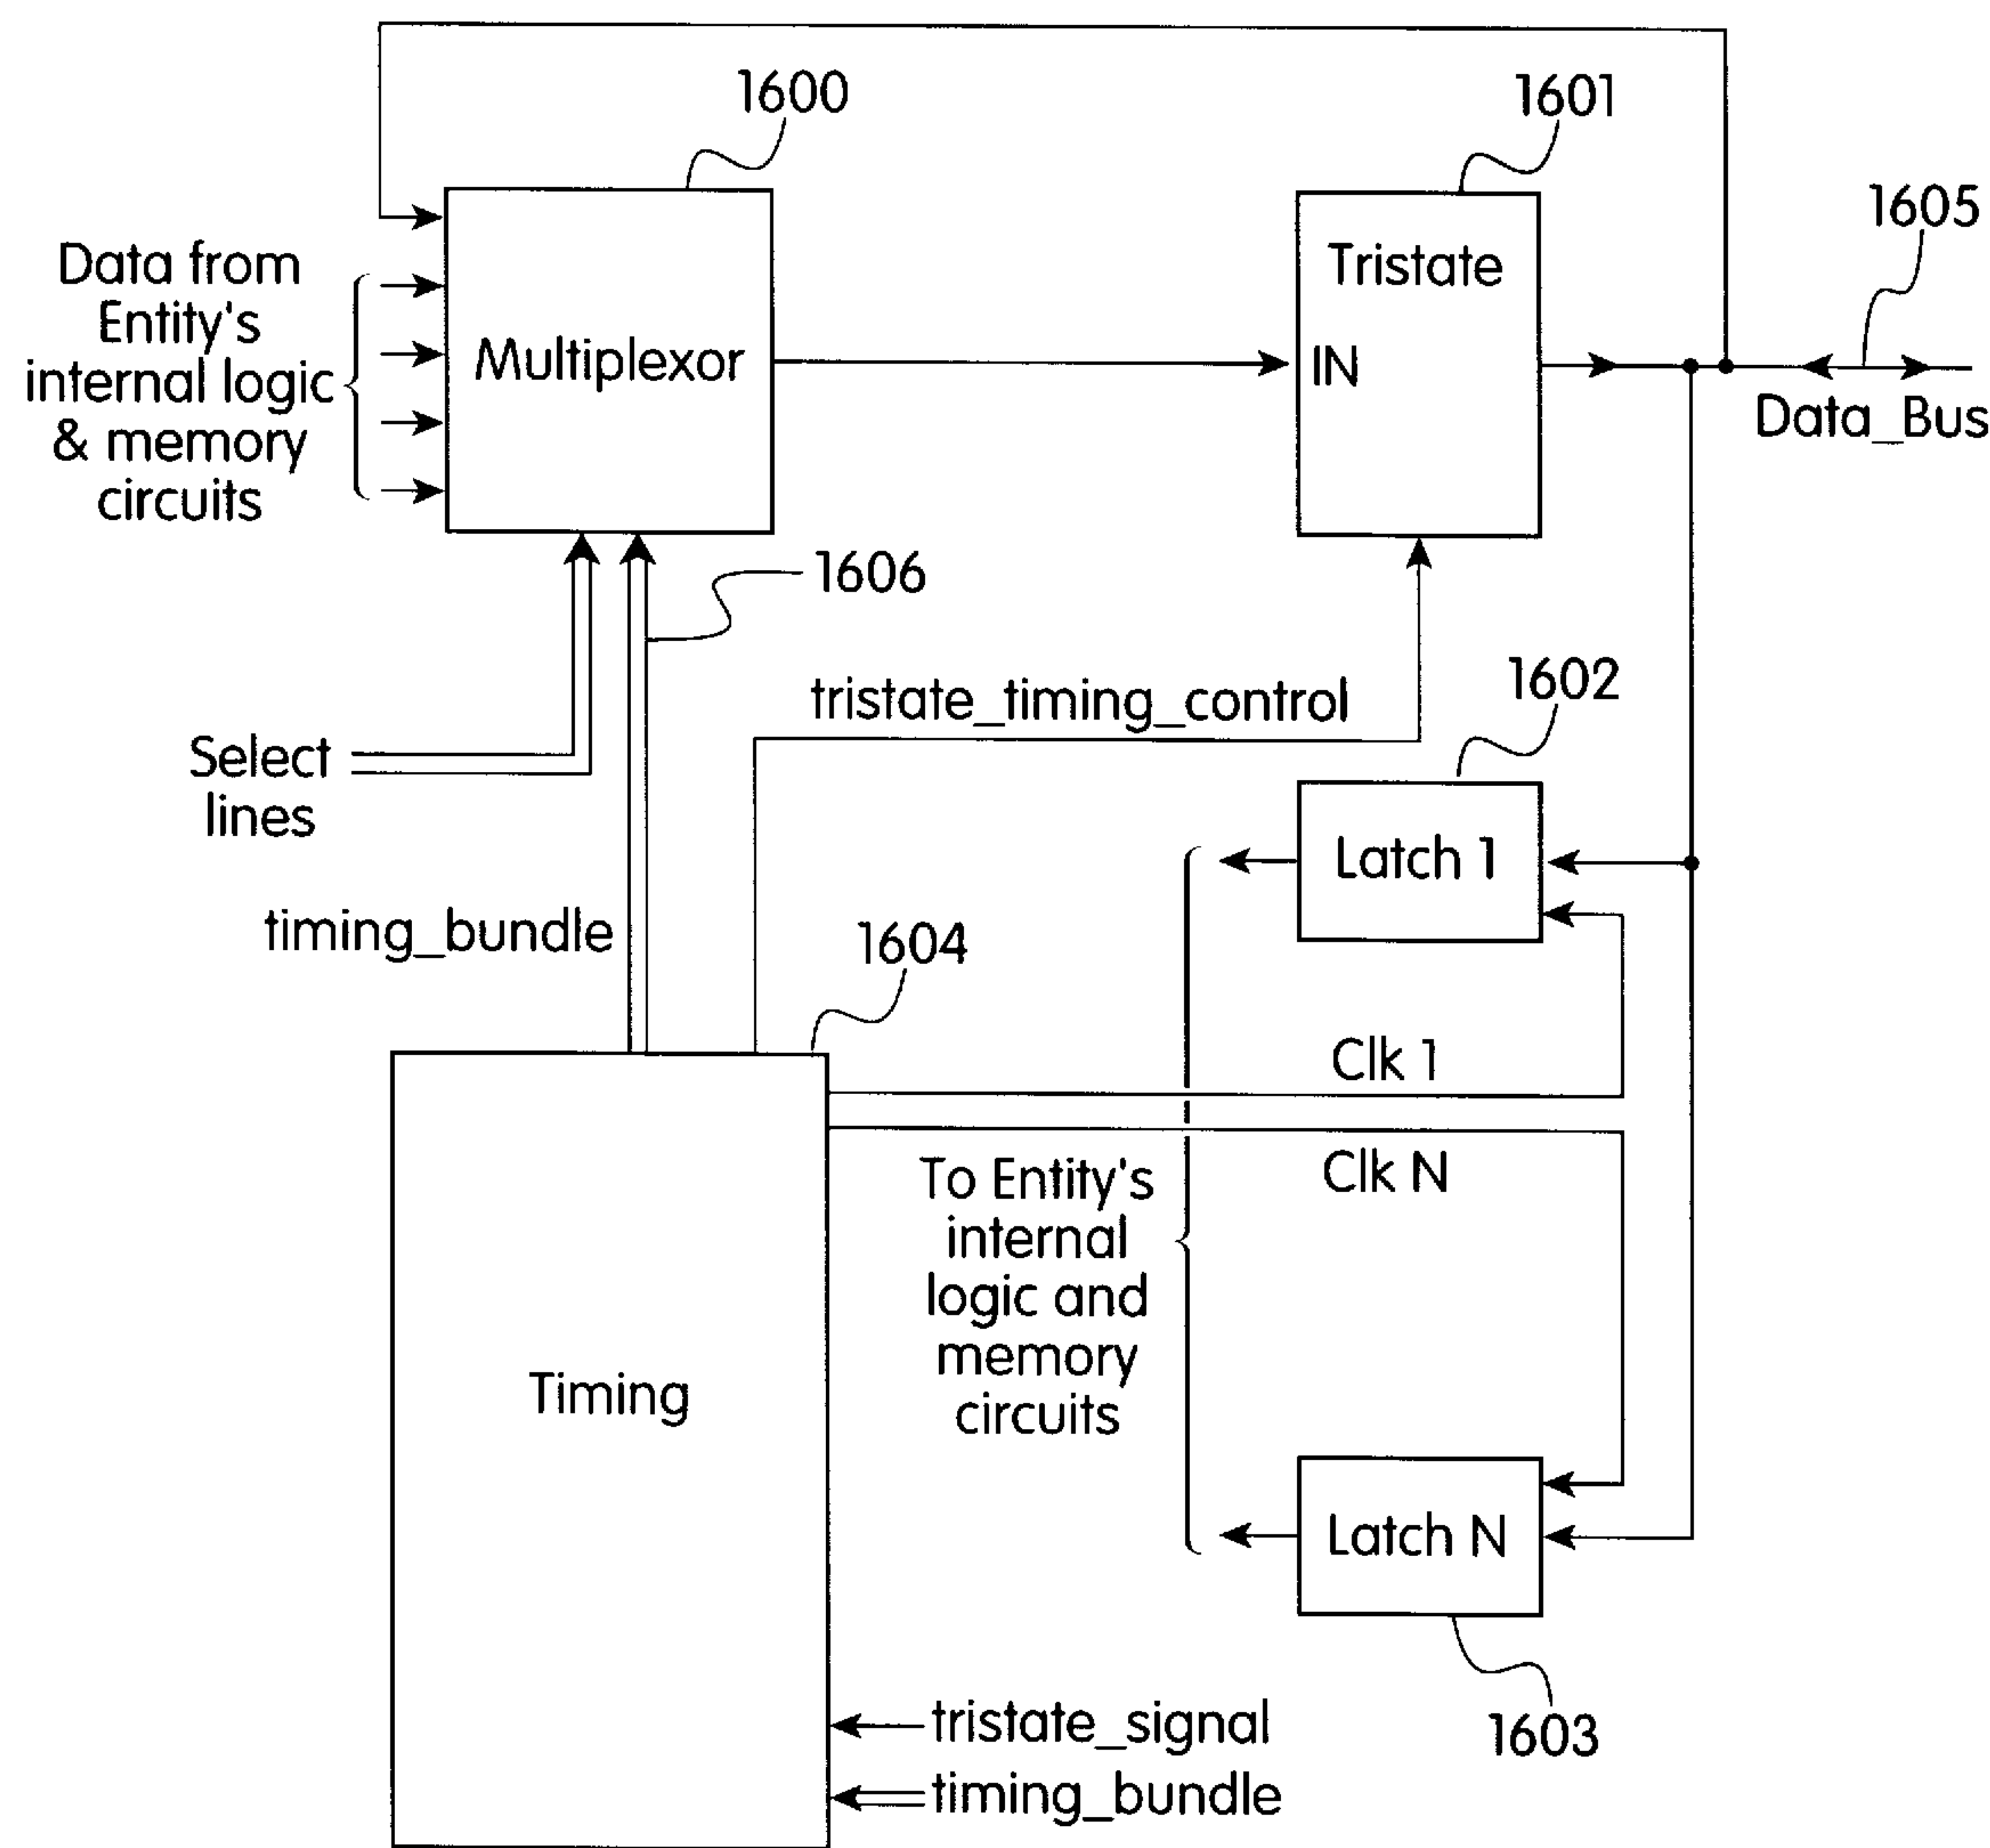 1600
1601
1605
Data from
Entity's
internal logic
& memory
circuits
Multiplexor
Tristate
IN
Data_Bus
1606
tristate_timing_control
1602
Select
lines
Latch 1
timing_bundle
1604
Clk 1
Clk N
To Entity's
internal
logic and
memory
circuits
Timing
Latch N
tristate_signal
1603
timing_bundle